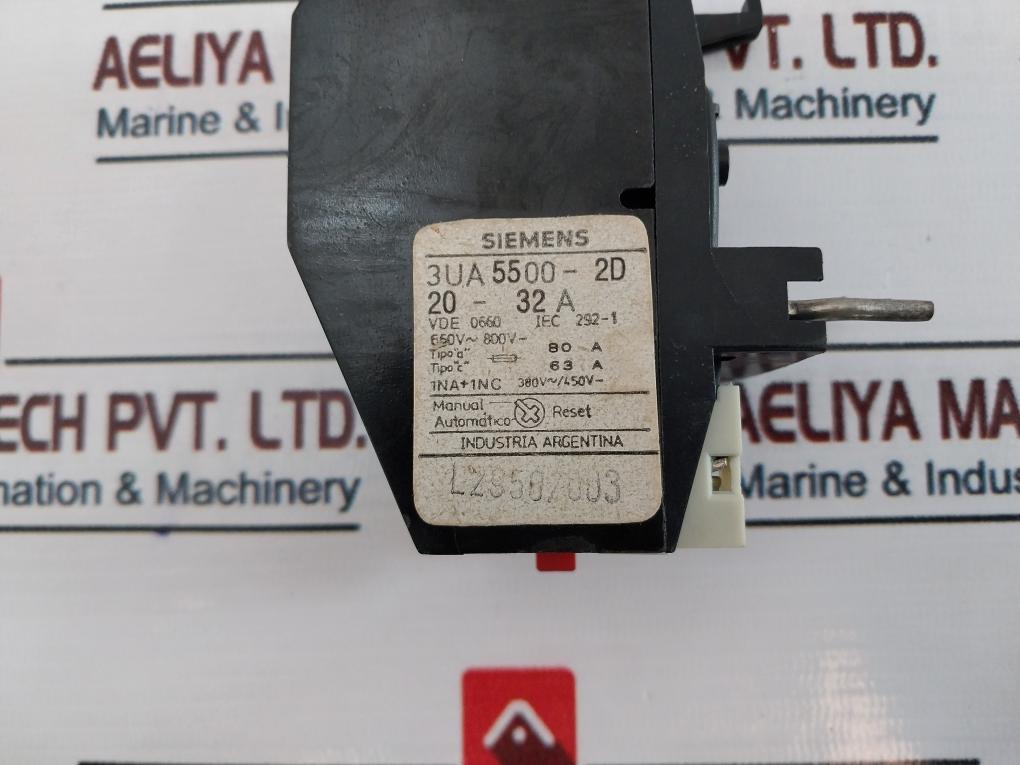 AELIYA
VT. LTD.
Marine & I
Machinery
SIEMENS
3UA 5500 - 2D
20 - 32 A
VDE 0660 IEC 292-1
660V~ 800V-
Tipo"a" 80 A
Tipo"c" 63 A
1NA+1NC 380V~/450V-
Manual
Automático Reset
INDUSTRIA ARGENTINA
ECH PVT. LTD.
mation & Machinery
AELIYA MA
Marine & Indus